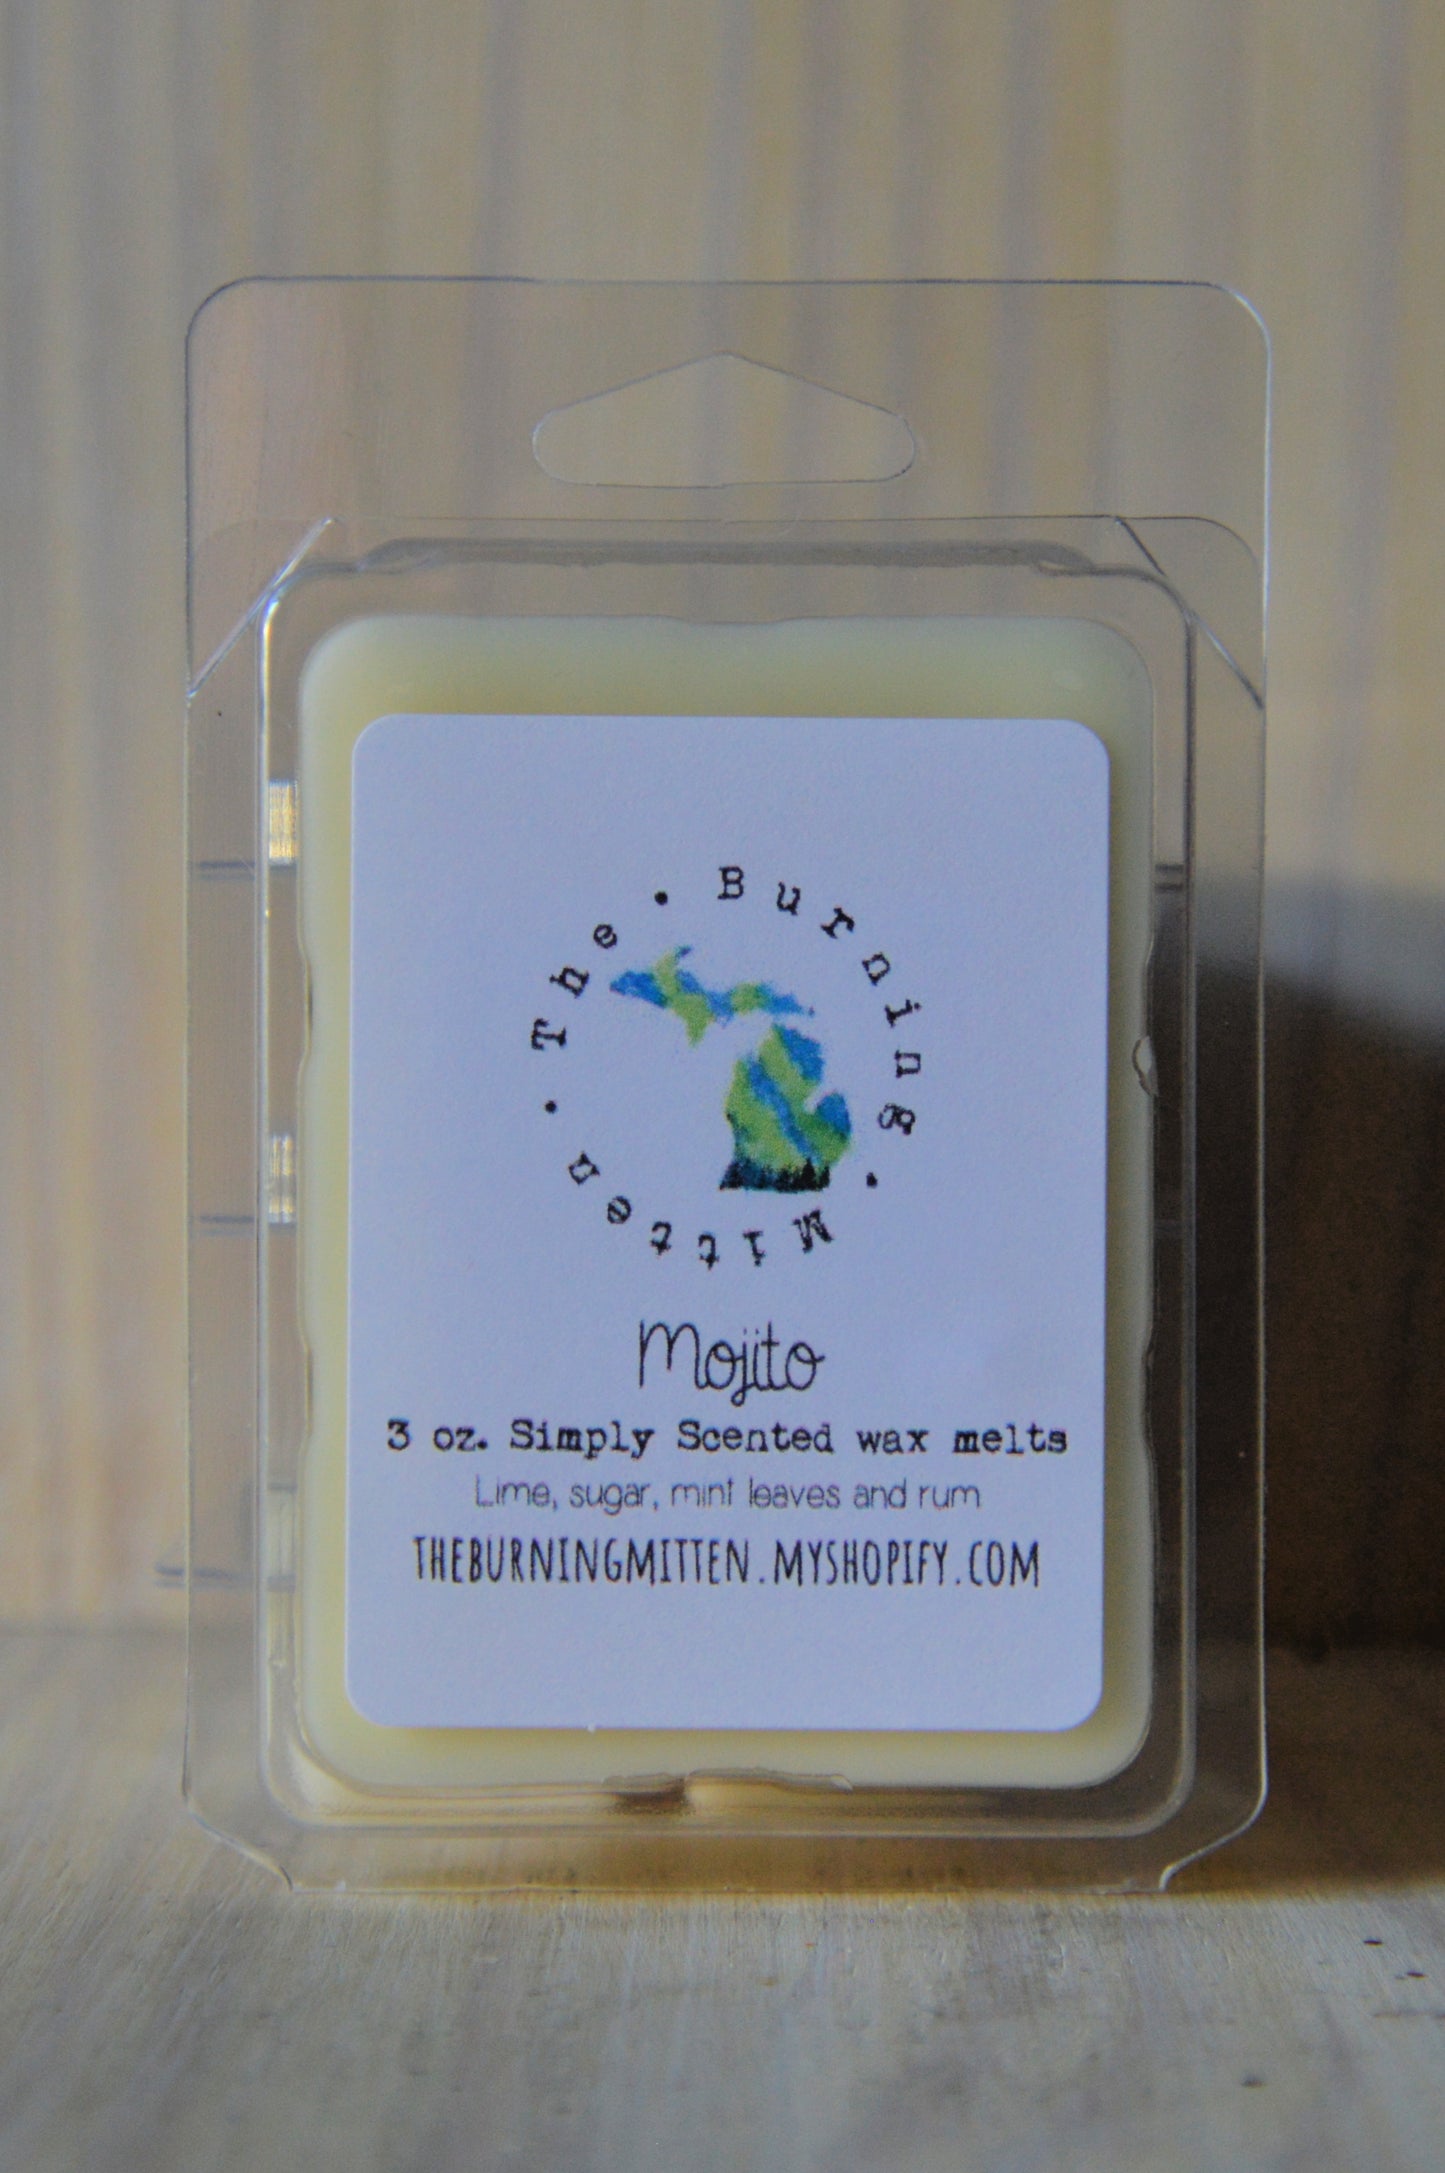 The • Burning • Mitten •
Mojito
3 oz. Simply Scented wax melts
Lime, sugar, mint leaves and rum
THEBURNINGMITTEN.MYSHOPIFY.COM